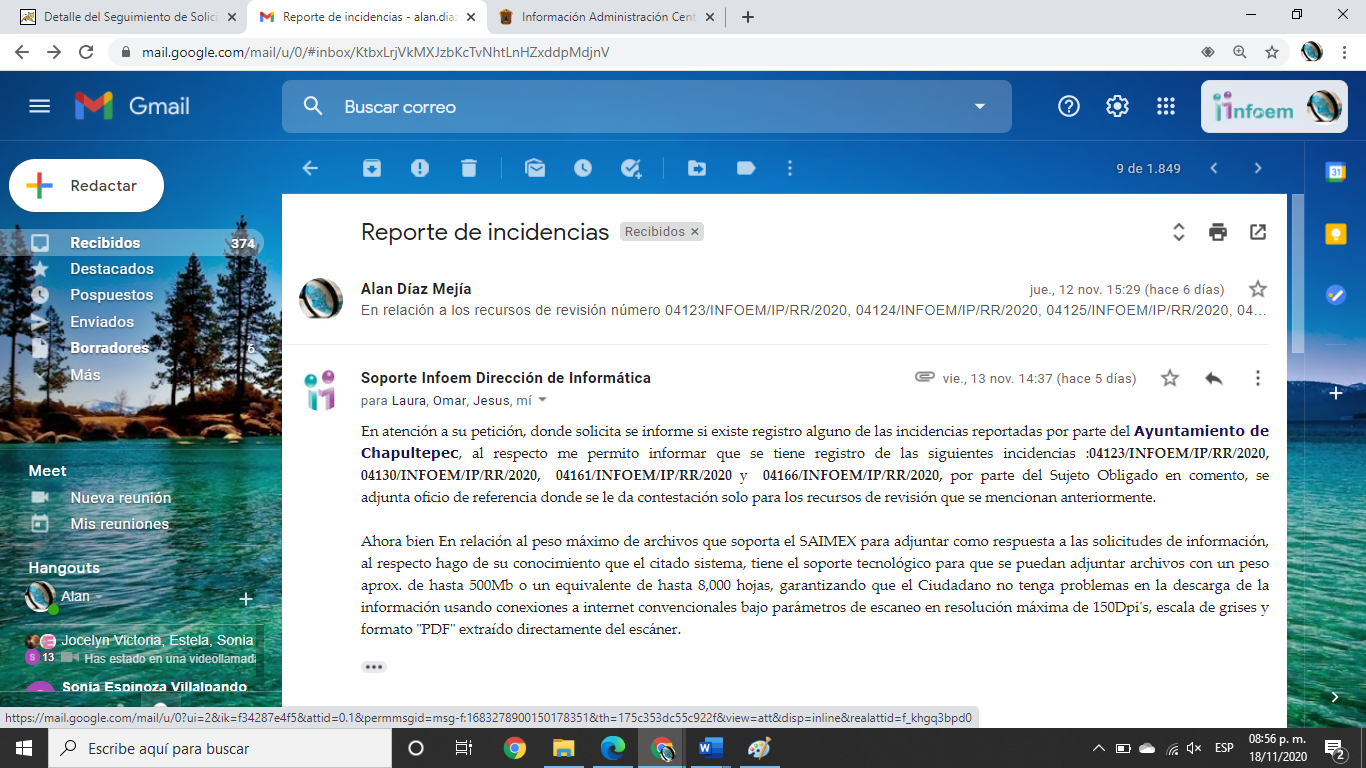 Detalle del Seguimiento de Solici
Reporte de incidencias - alan.diaz
Información Administración Cent
mail.google.com/mail/u/0/#inbox/KtbxLrjVkMXJzbKcTvNhtLnHZxddpMdjnV
Gmail
Buscar correo
infoem
Redactar
9 de 1.849
31
Recibidos 374
Destacados
Pospuestos
Enviados
Borradores 6
Más
Meet
Nueva reunión
Mis reuniones
Hangouts
Alan
Jocelyn Victoria, Estela, Sonia
S 13 Has estado en una videollamada
Sonia Espinoza Villalpando
Reporte de incidencias Recibidos
Alan Díaz Mejía jue., 12 nov. 15:29 (hace 6 días)
En relación a los recursos de revisión número 04123/INFOEM/IP/RR/2020, 04124/INFOEM/IP/RR/2020, 04125/INFOEM/IP/RR/2020, 04...
Soporte Infoem Dirección de Informática vie., 13 nov. 14:37 (hace 5 días)
para Laura, Omar, Jesus, mí
En atención a su petición, donde solicita se informe si existe registro alguno de las incidencias reportadas por parte del Ayuntamiento de
Chapultepec, al respecto me permito informar que se tiene registro de las siguientes incidencias :04123/INFOEM/IP/RR/2020,
04130/INFOEM/IP/RR/2020, 04161/INFOEM/IP/RR/2020 y 04166/INFOEM/IP/RR/2020, por parte del Sujeto Obligado en comento, se
adjunta oficio de referencia donde se le da contestación solo para los recursos de revisión que se mencionan anteriormente.
Ahora bien En relación al peso máximo de archivos que soporta el SAIMEX para adjuntar como respuesta a las solicitudes de información,
al respecto hago de su conocimiento que el citado sistema, tiene el soporte tecnológico para que se puedan adjuntar archivos con un peso
aprox. de hasta 500Mb o un equivalente de hasta 8,000 hojas, garantizando que el Ciudadano no tenga problemas en la descarga de la
información usando conexiones a internet convencionales bajo parámetros de escaneo en resolución máxima de 150Dpi´s, escala de grises y
formato "PDF" extraído directamente del escáner.
https://mail.google.com/mail/u/0?ui=2&ik=f34287e4f5&attid=0.1&permmsgid=msg-f:1683278900150178351&th=175c353dc55c922f&view=att&disp=inline&realattid=f_khgq3bpd0
Escribe aquí para buscar
ESP
08:56 p. m.
18/11/2020
2